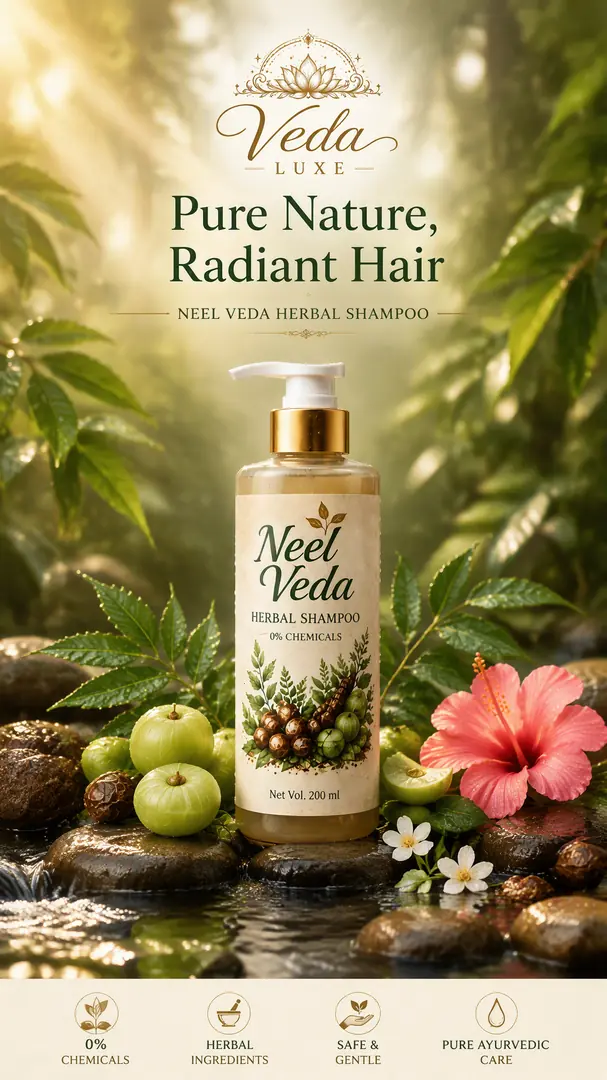 Veda
LUXE
Pure Nature,
Radiant Hair
NEEL VEDA HERBAL SHAMPOO
Neel
Veda
HERBAL SHAMPOO
0% CHEMICALS
Net Vol. 200 ml
0%
CHEMICALS
HERBAL
INGREDIENTS
SAFE &
GENTLE
PURE AYURVEDIC
CARE